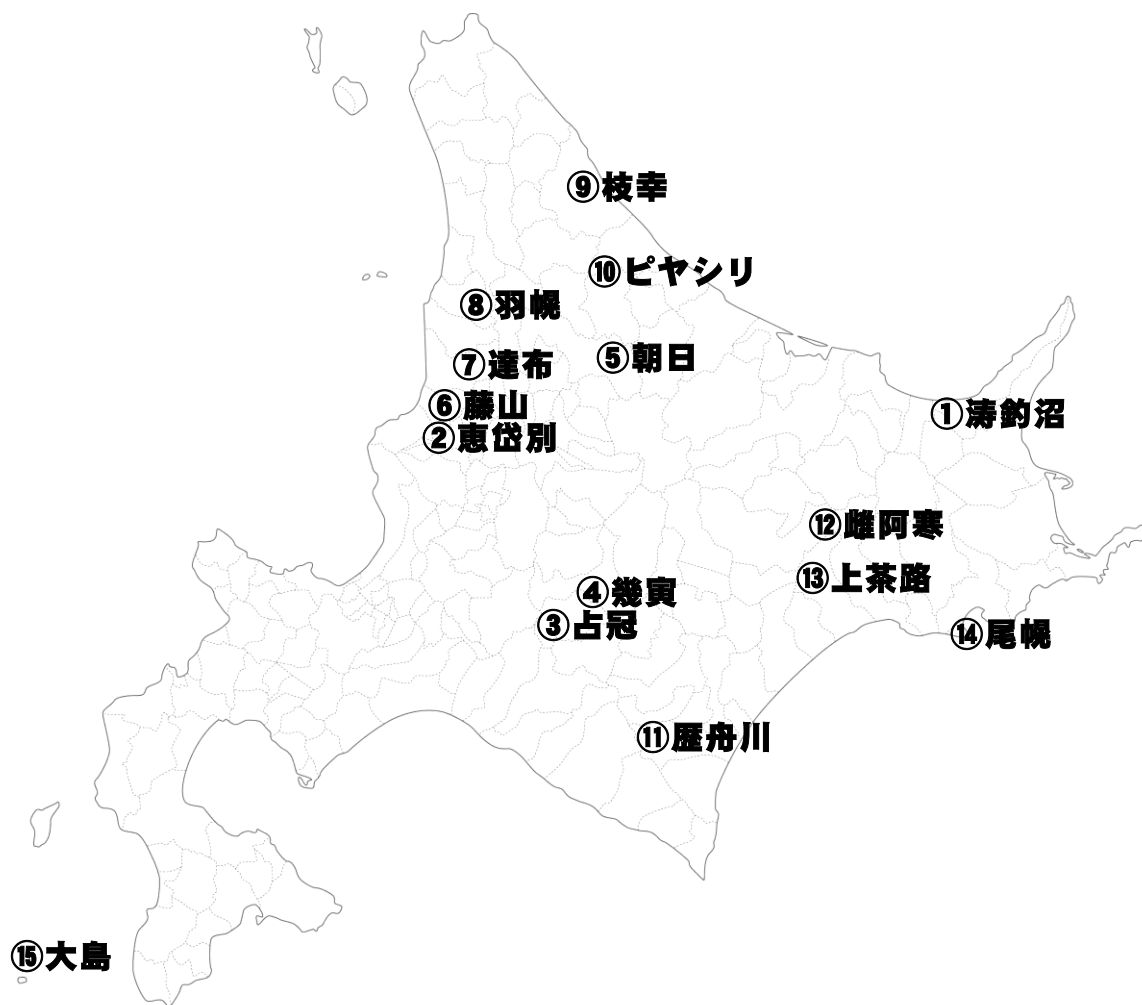 ⑨枝幸
⑩ピヤシリ
⑧羽幌
⑤朝日
⑦達布
⑥藤山
①涛釣沼
②恵岱別
⑫雌阿寒
⑬上茶路
④幾寅
③占冠
⑭尾幌
⑪歴舟川
⑮大島